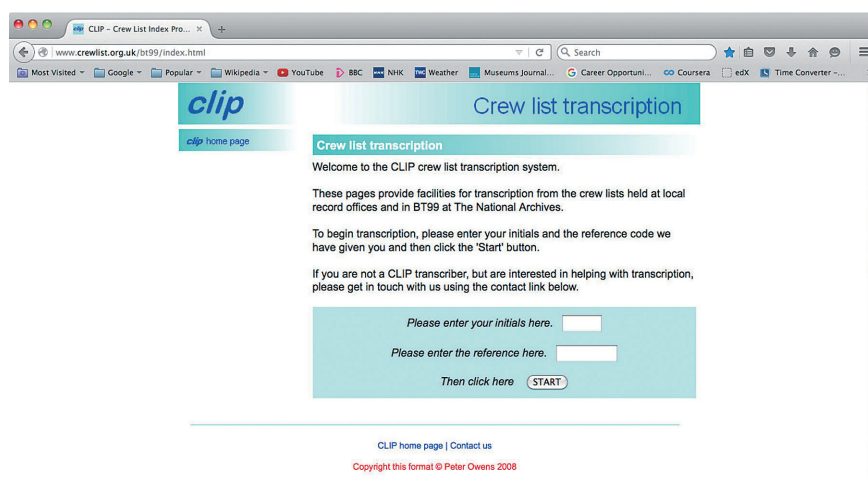 CLIP – Crew List Index Pro...
www.crewlist.org.uk/bt99/index.html
Search
Most Visited Google Popular Wikipedia YouTube BBC NHK Weather Museums Journal... Career Opportuni... Coursera edX Time Converter –...
clip
Crew list transcription
clip home page
Crew list transcription
Welcome to the CLIP crew list transcription system.
These pages provide facilities for transcription from the crew lists held at local
record offices and in BT99 at The National Archives.
To begin transcription, please enter your initials and the reference code we
have given you and then click the 'Start' button.
If you are not a CLIP transcriber, but are interested in helping with transcription,
please get in touch with us using the contact link below.
Please enter your initials here.
Please enter the reference here.
Then click here START
CLIP home page | Contact us
Copyright this format © Peter Owens 2008